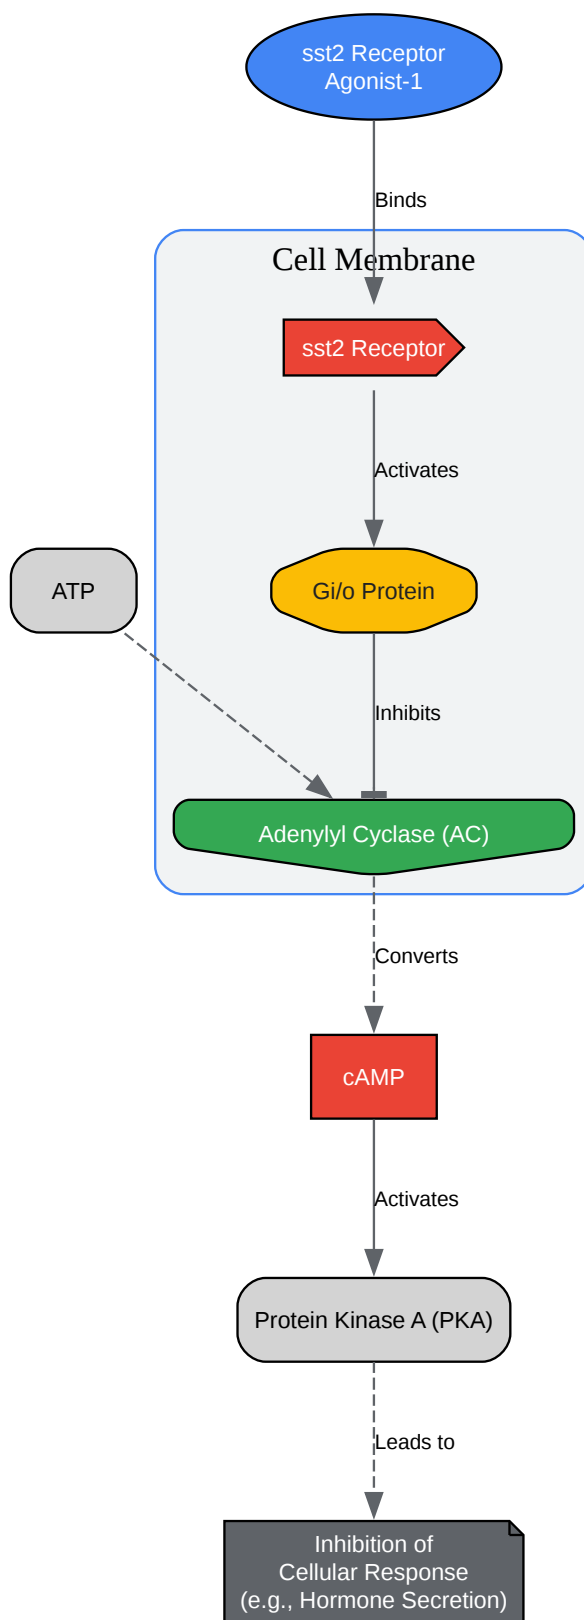 sst2 Receptor
Agonist-1
Binds
Cell Membrane
sst2 Receptor
Activates
ATP
Gi/o Protein
Inhibits
Adenylyl Cyclase (AC)
Converts
cAMP
Activates
Protein Kinase A (PKA)
Leads to
Inhibition of
Cellular Response
(e.g., Hormone Secretion)